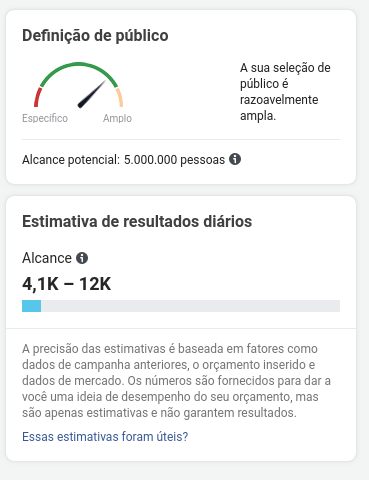 Definição de público
A sua seleção de
público é
razoavelmente
ampla.
Específico
Amplo
Alcance potencial: 5.000.000 pessoas
Estimativa de resultados diários
Alcance
4,1K – 12K
A precisão das estimativas é baseada em fatores como
dados de campanha anteriores, o orçamento inserido e
dados de mercado. Os números são fornecidos para dar a
você uma ideia de desempenho do seu orçamento, mas
são apenas estimativas e não garantem resultados.
Essas estimativas foram úteis?